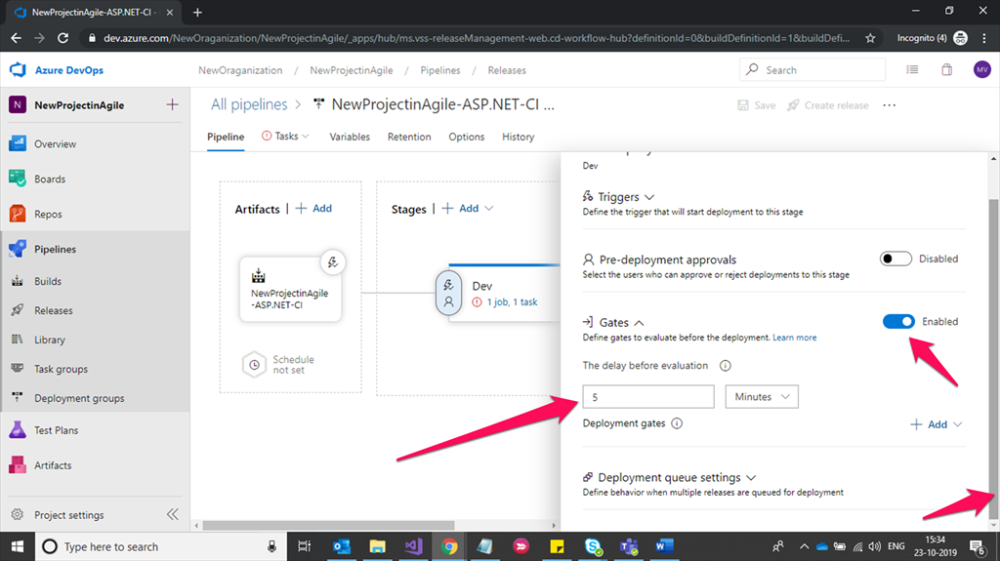 NewProjectinAgile-ASP.NET-CI -
dev.azure.com/NewOraganization/NewProjectinAgile/_apps/hub/ms.vss-releaseManagement-web.cd-workflow-hub?definitionId=0&buildDefinitionId=1&buildDefi...
Incognito (4)
Azure DevOps
NewOraganization / NewProjectinAgile / Pipelines / Releases
Search
MV
N NewProjectinAgile
All pipelines > NewProjectinAgile-ASP.NET-CI ...
Save Create release ...
Pipeline Tasks Variables Retention Options History
Overview
Boards
Repos
Pipelines
Builds
Releases
Library
Task groups
Deployment groups
Test Plans
Artifacts
Project settings
Artifacts | + Add
NewProjectinAgile
-ASP.NET-CI
Schedule
not set
Stages | + Add
Dev
1 job, 1 task
Dev
Triggers
Define the trigger that will start deployment to this stage
Pre-deployment approvals
Disabled
Select the users who can approve or reject deployments to this stage
Gates
Enabled
Define gates to evaluate before the deployment. Learn more
The delay before evaluation
5 Minutes
Deployment gates
+ Add
Deployment queue settings
Define behavior when multiple releases are queued for deployment
Type here to search
ENG
15:34
23-10-2019
6